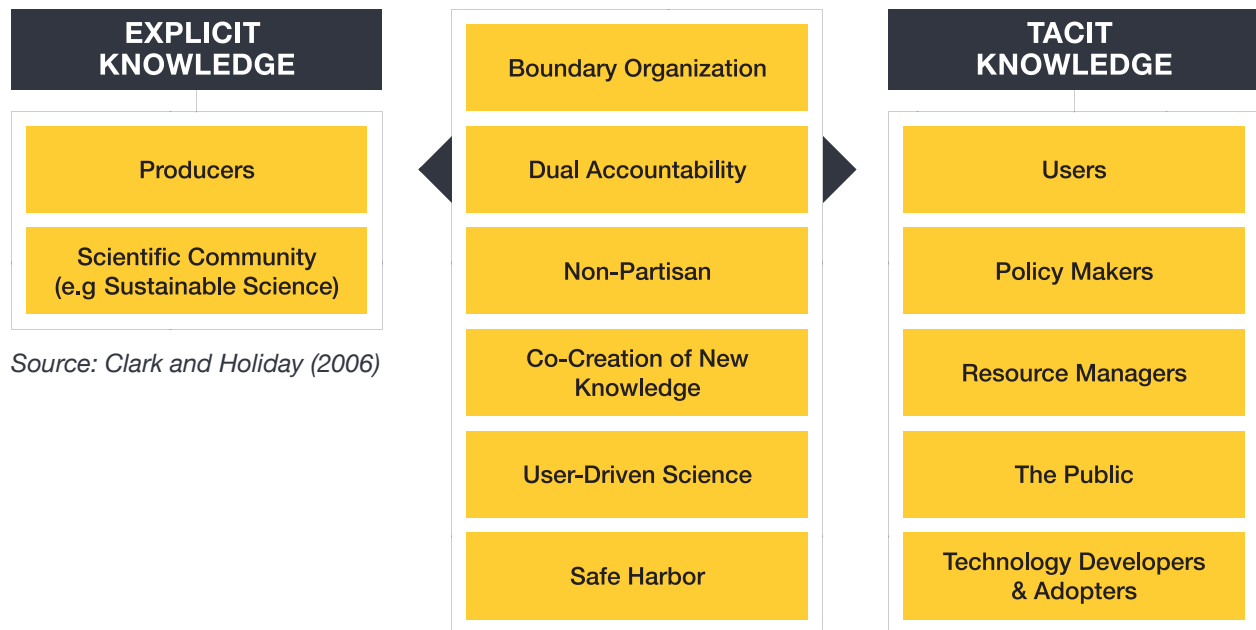 EXPLICIT
KNOWLEDGE
Producers
Scientific Community
(e.g Sustainable Science)
Source: Clark and Holiday (2006)
Boundary Organization
Dual Accountability
Non-Partisan
Co-Creation of New
Knowledge
User-Driven Science
Safe Harbor
TACIT
KNOWLEDGE
Users
Policy Makers
Resource Managers
The Public
Technology Developers
& Adopters